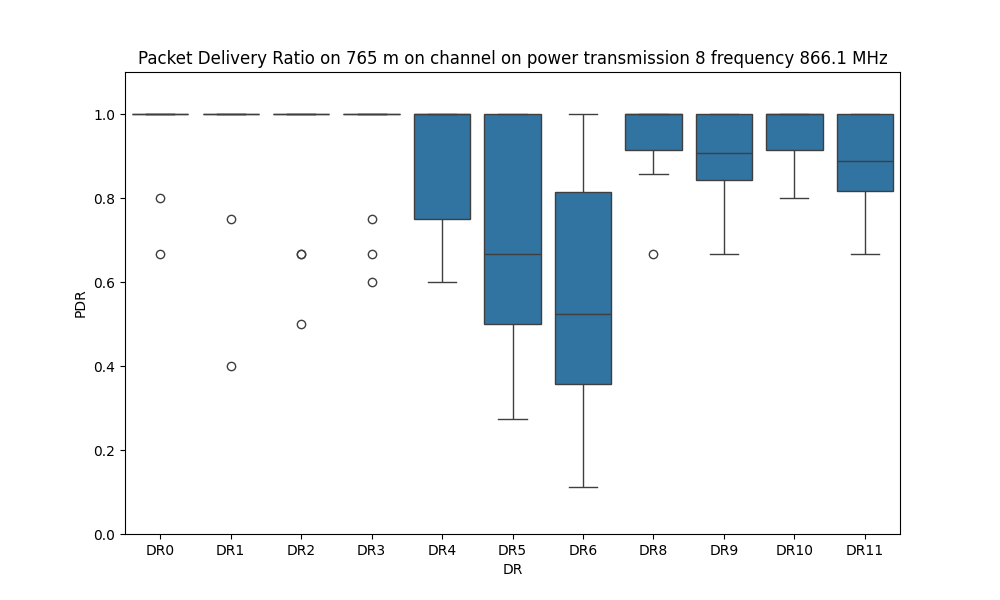 Packet Delivery Ratio on 765 m on channel on power transmission 8 frequency 866.1 MHz
1.0
0.8
0.6
0.4
0.2
0.0
PDR
DR0 DR1 DR2 DR3 DR4 DR5 DR6 DR8 DR9 DR10 DR11
DR